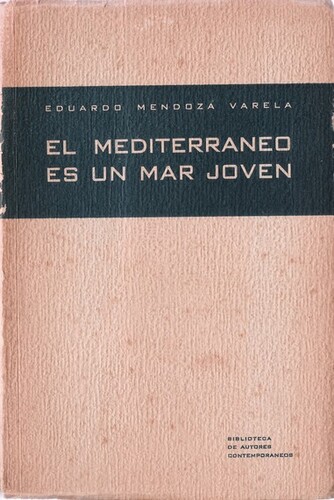 EDUARDO MENDOZA VARELA
EL MEDITERRANEO
ES UN MAR JOVEN
BIBLIOTECA
DE AUTORES
CONTEMPORANEOS